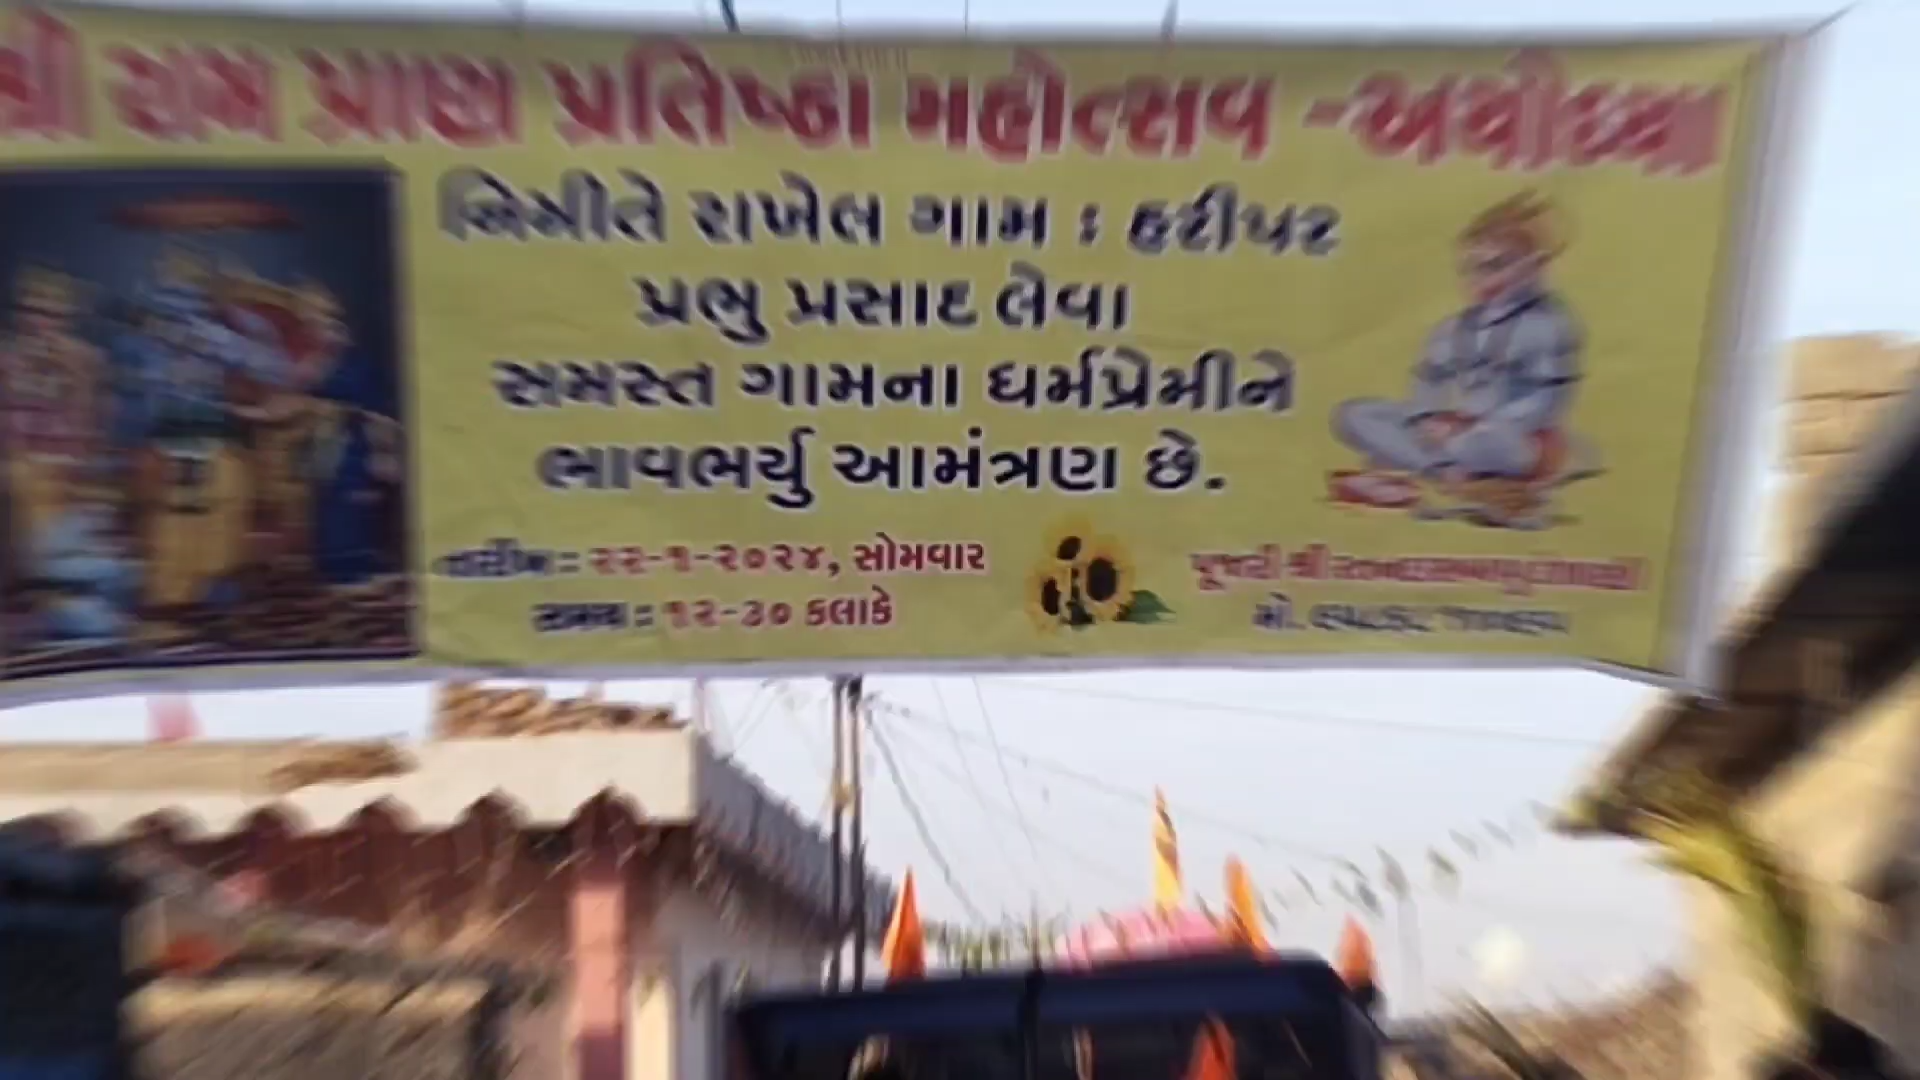 શ્રી રામ પ્રાણ પ્રતિષ્ઠા મહોત્સવ -અયોધ્યા
નિમીતે રાખેલ ગામ : હરીપર
પ્રભુ પ્રસાદ લેવા
સમસ્ત ગામના ધર્મપ્રેમીને
ભાવભર્યુ આમંત્રણ છે.
તારીખ : ૨૨-૧-૨૦૨૪, સોમવાર
સમય : ૧૨-૩૦ કલાકે
પૂજારી શ્રી
મો.